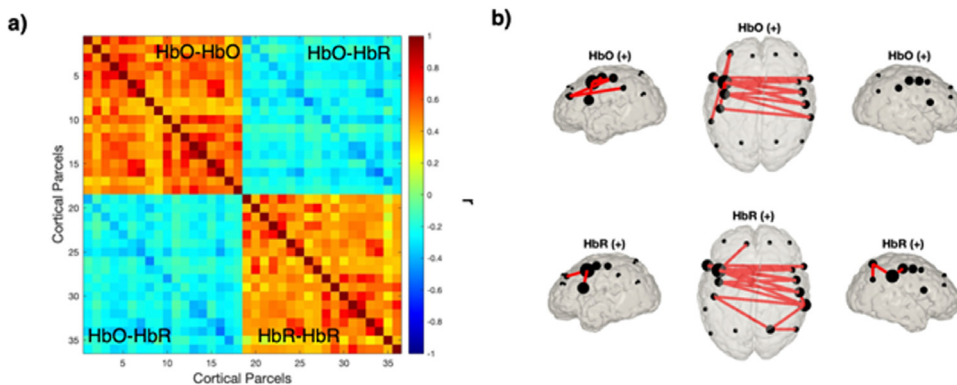 a)
HbO-HbO
HbO-HbR
HbO-HbR
HbR-HbR
5
10
15
20
25
30
35
Cortical Parcels
5
10
15
20
25
30
35
Cortical Parcels
1
0.8
0.6
0.4
0.2
0
-0.2
-0.4
-0.6
-0.8
-1
r
b)
HbO (+)
HbO (+)
HbO (+)
HbR (+)
HbR (+)
HbR (+)